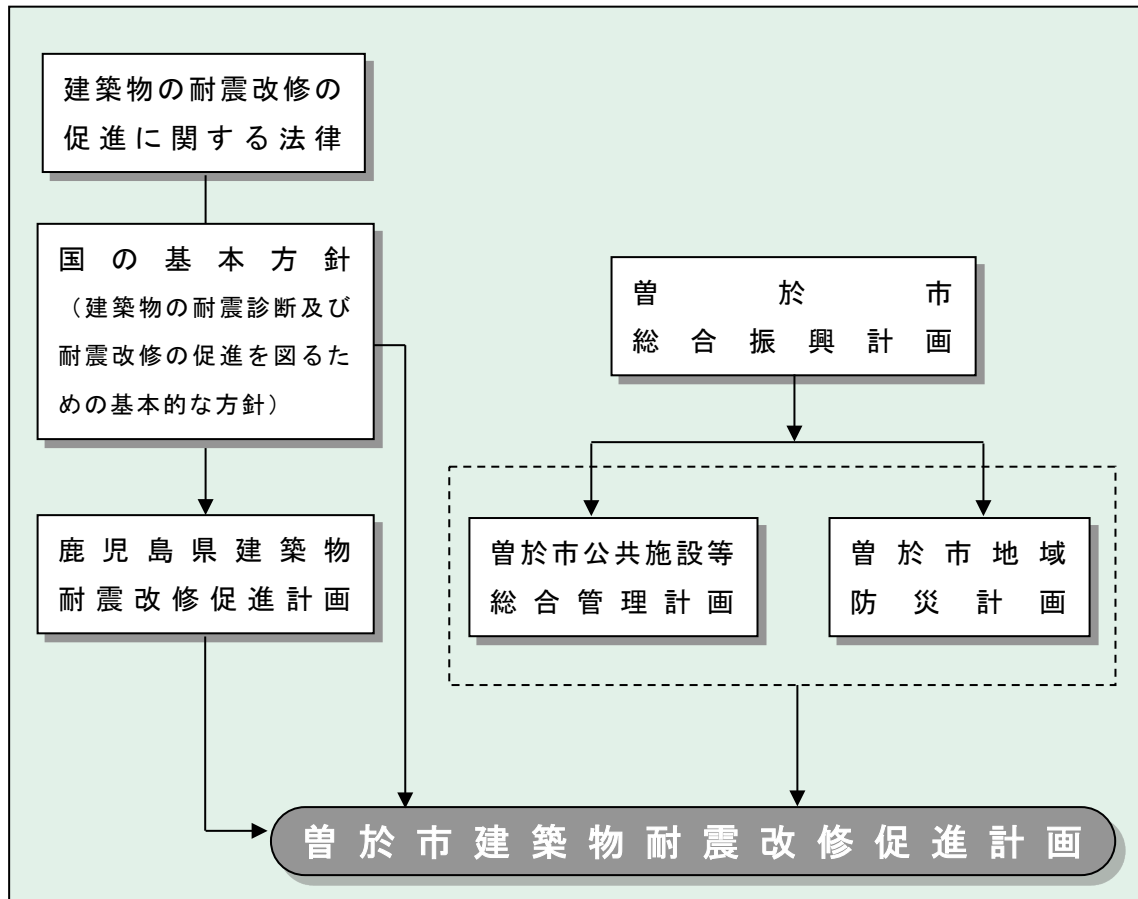 建築物の耐震改修の
促進に関する法律
国の基本方針
（建築物の耐震診断及び
耐震改修の促進を図るた
めの基本的な方針）
鹿児島県建築物
耐震改修促進計画
曽於市
総合振興計画
曽於市公共施設等
総合管理計画
曽於市地域
防災計画
曽於市建築物耐震改修促進計画